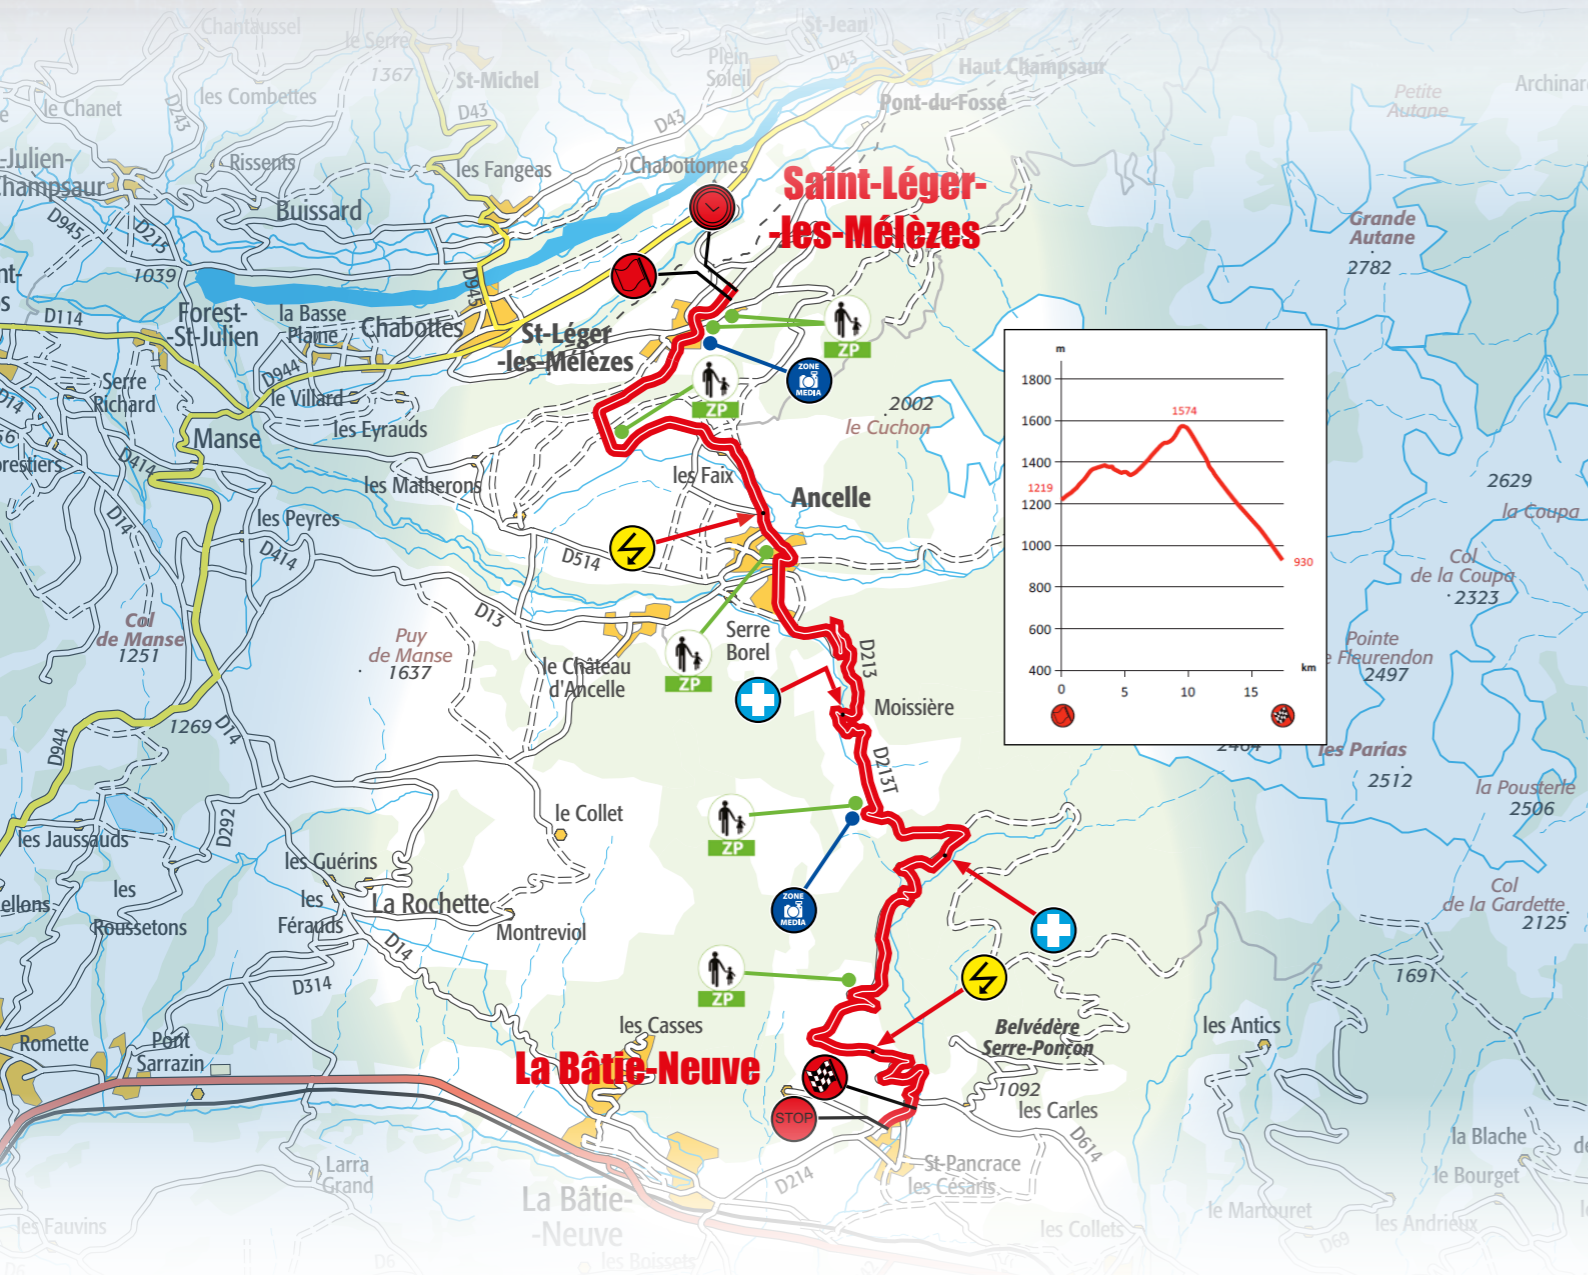 Chantaussel
le Serre
1367
St-Jean
Plein
Soleil
D43
Haut Champsaur
St-Michel
le Chanet
les Combettes
D243
D43
D43
Pont-du-Fossé
Petite
Autane
Archinard
-Julien-
Champsaur
Rissents
les Fangeas
Chabottonnes
Saint-Léger-
-les-Mélèzes
Buissard
D945
D215
1039
Grande
Autane
2782
Forest-
-St-Julien
la Basse
Plaine
Chabottes
D945
D114
St-Léger
-les-Mélèzes
ZP
ZONE
MEDIA
D944
Serre
Richard
le Villard
ZP
D14
2002
le Cuchon
Manse
les Eyrauds
D414
les Matherons
les Faix
Ancelle
les Peyres
D14
D414
D514
2629
la Coupa
Col
de la Coupa
2323
m
1800
1600
1400
1200
1000
800
600
400
1574
1219
930
km
0
5
10
15
Col
de Manse
1251
Puy
de Manse
1637
D13
Serre
Borel
le Château
d'Ancelle
ZP
D213
Moissière
Pointe
Fleurendon
2497
1269
D14
D944
D213T
les Parias
2512
2464
la Pousterle
2506
le Collet
ZP
les Jaussauds
D292
les Guérins
les
Férauds
les
Roussetons
La Rochette
Montreviol
D14
ZONE
MEDIA
Col
de la Gardette
2125
D314
1691
ZP
Romette
Pont
Sarrazin
les Casses
La Bâtie-Neuve
Belvédère
Serre-Ponçon
1092
les Antics
les Carles
STOP
D614
la Blache
le Bourget
Larra
Grand
D214
St-Pancrace
les Césaris
La Bâtie-
-Neuve
les Fauvins
D6
les Boissets
les Collets
le Martouret
les Andrieux
D69